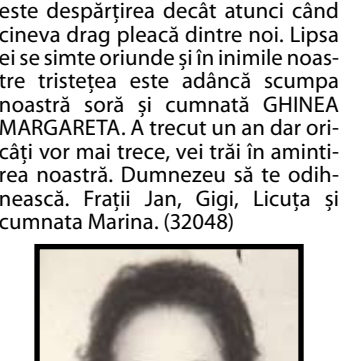 este despărțirea decât atunci când
cineva drag pleacă dintre noi. Lipsa
ei se simte oriunde și în inimile noas-
tre tristețea este adâncă scumpa
noastră soră și cumnată GHINEA
MARGARETA. A trecut un an dar ori-
câți vor mai trece, vei trăi în aminti-
rea noastră. Dumnezeu să te odih-
nească. Frații Jan, Gigi, Licuța și
cumnata Marina. (32048)